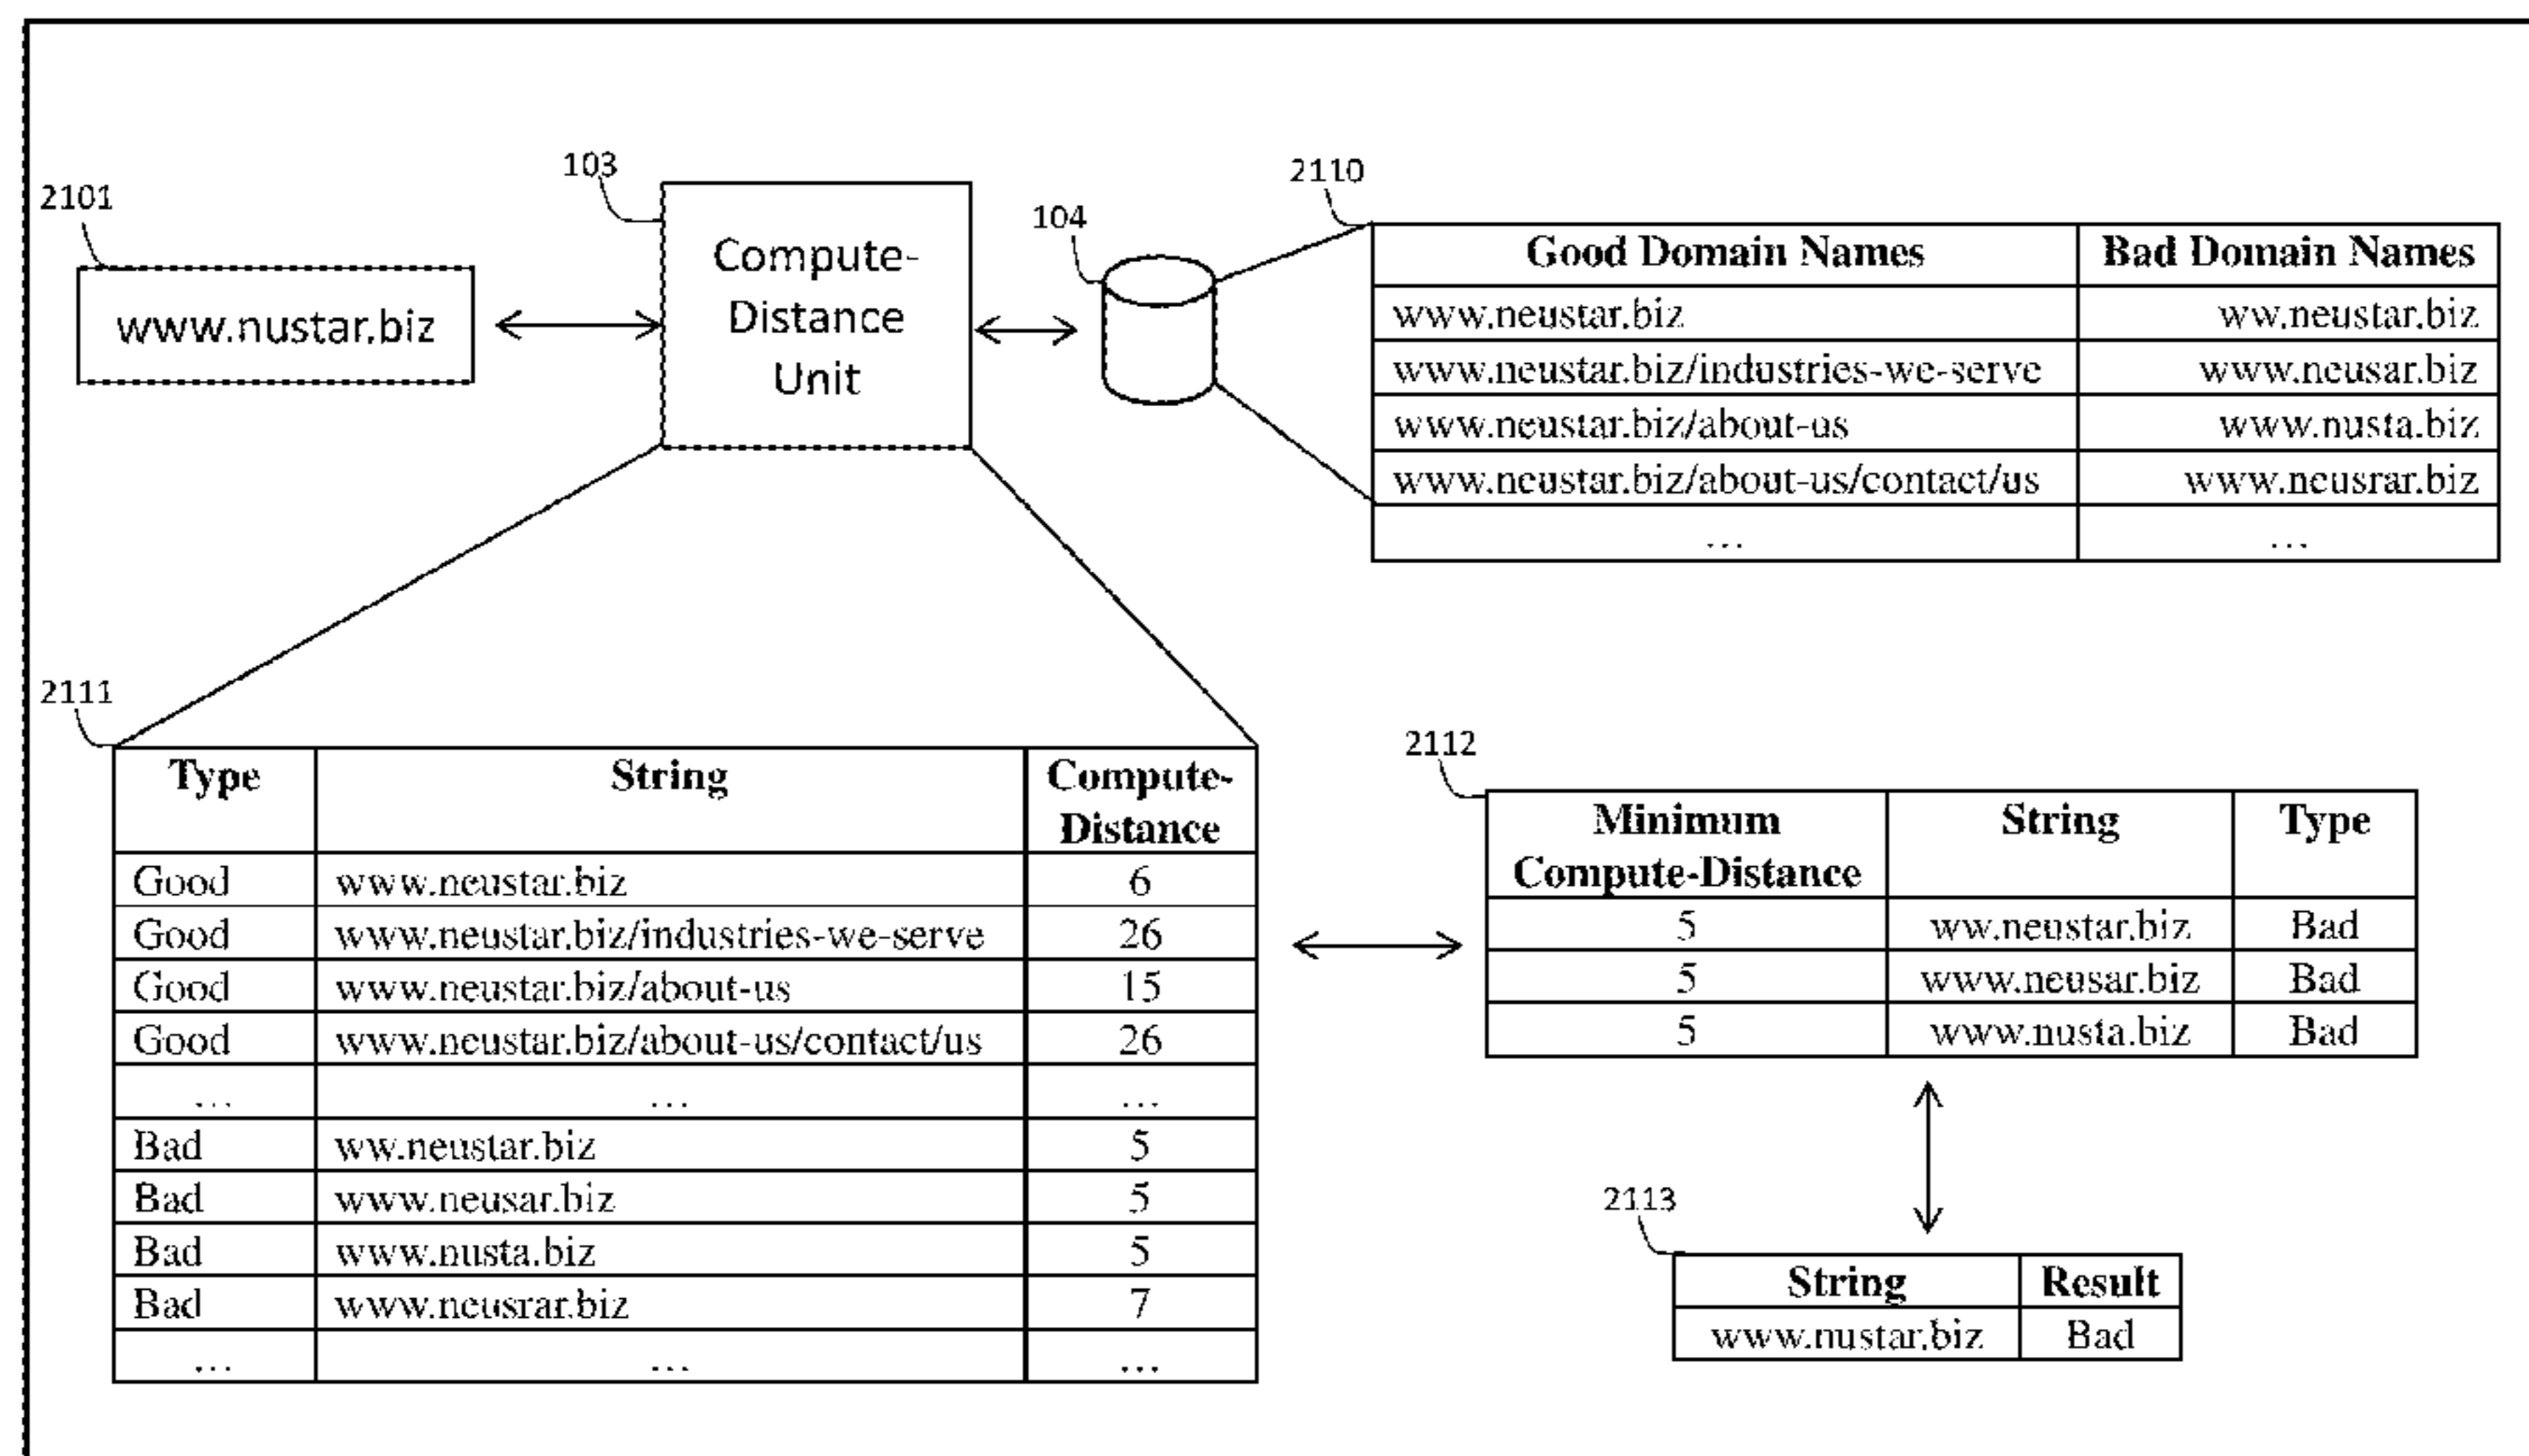 2101
www.nustar.biz
103
Compute-
Distance
Unit
104
2110
Good Domain Names Bad Domain Names
www.neustar.biz ww.neustar.biz
www.neustar.biz/industries-we-serve www.neusar.biz
www.neustar.biz/about-us www.nusta.biz
www.neustar.biz/about-us/contact/us www.neusrar.biz
... ...
2111
Type String Compute-
Distance
Good www.neustar.biz 6
Good www.neustar.biz/industries-we-serve 26
Good www.neustar.biz/about-us 15
Good www.neustar.biz/about-us/contact/us 26
... ... ...
Bad ww.neustar.biz 5
Bad www.neusar.biz 5
Bad www.nusta.biz 5
Bad www.neusrar.biz 7
... ... ...
2112
Minimum String Type
Compute-Distance
5 ww.neustar.biz Bad
5 www.neusar.biz Bad
5 www.nusta.biz Bad
2113
String Result
www.nustar.biz Bad